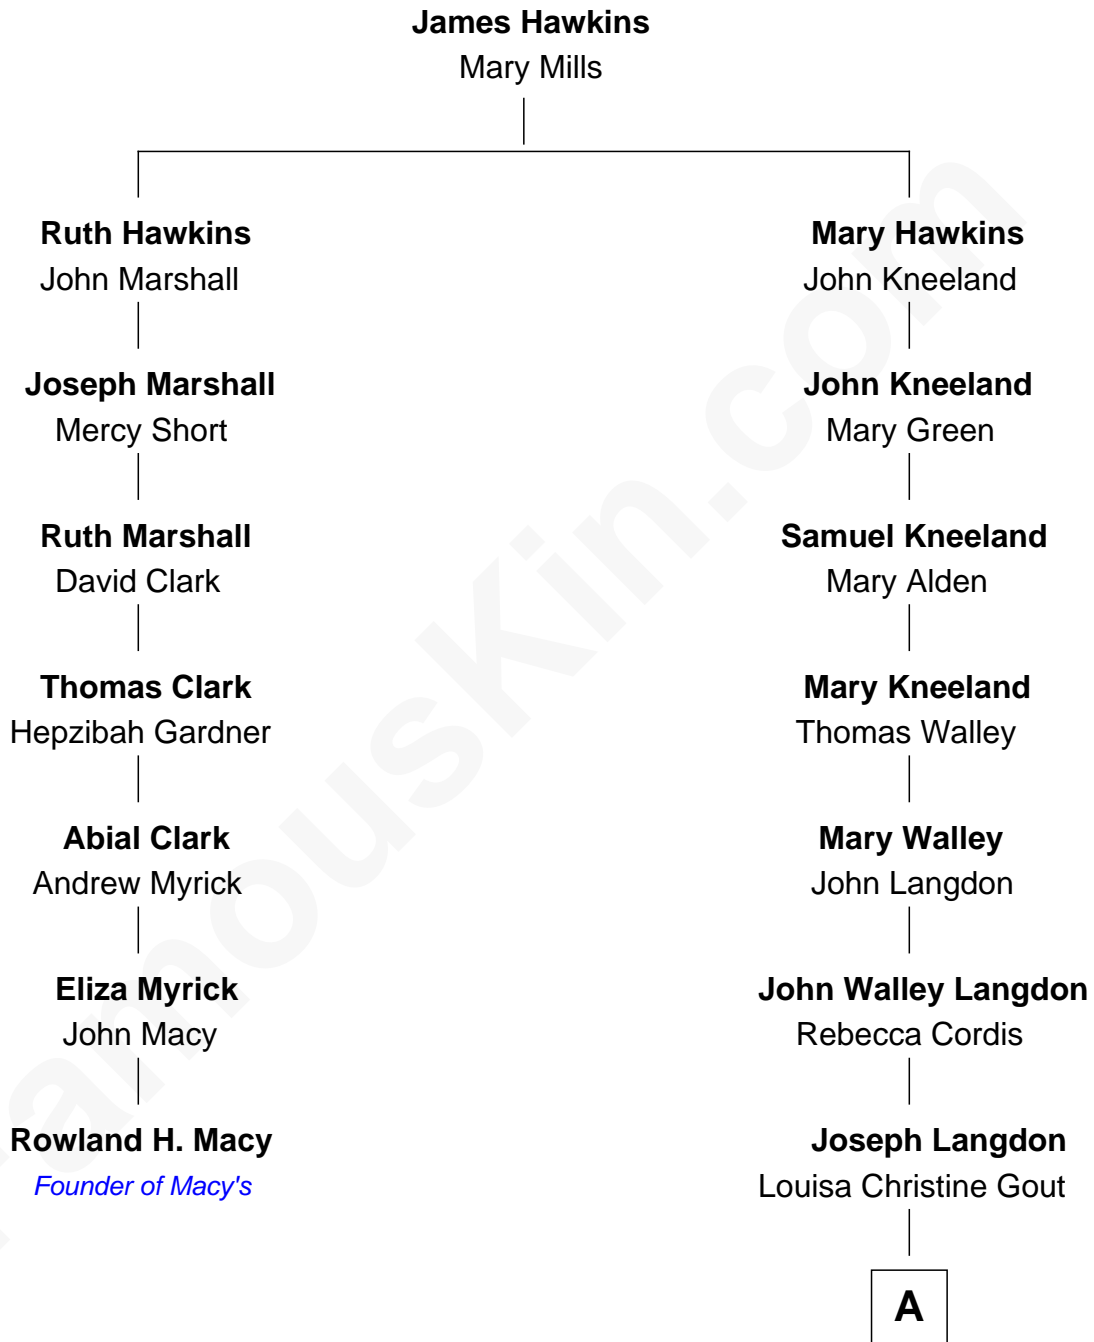 James Hawkins
Mary Mills
Ruth Hawkins
John Marshall
Mary Hawkins
John Kneeland
Joseph Marshall
Mercy Short
John Kneeland
Mary Green
Ruth Marshall
David Clark
Samuel Kneeland
Mary Alden
Thomas Clark
Hepzibah Gardner
Mary Kneeland
Thomas Walley
Abial Clark
Andrew Myrick
Mary Walley
John Langdon
Eliza Myrick
John Macy
John Walley Langdon
Rebecca Cordis
Rowland H. Macy
Founder of Macy's
Joseph Langdon
Louisa Christine Gout
A
FamousKin.com